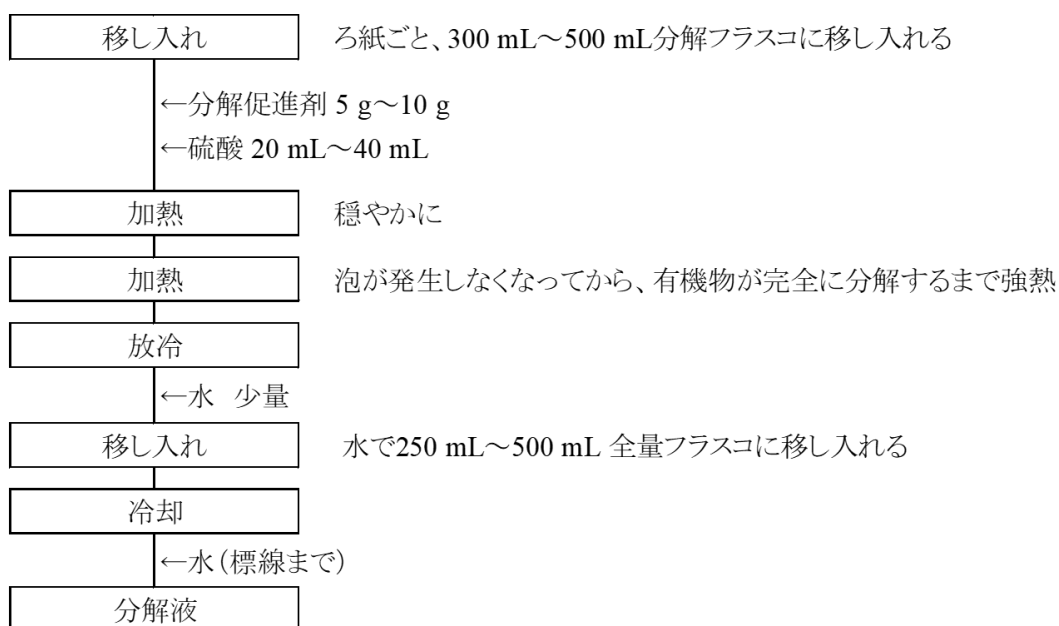 移し入れ ろ紙ごと、300 mL～500 mL分解フラスコに移し入れる
←分解促進剤 5 g～10 g
←硫酸 20 mL～40 mL
加熱 穏やかに
加熱 泡が発生しなくなってから、有機物が完全に分解するまで強熱
放冷
←水　少量
移し入れ 水で250 mL～500 mL 全量フラスコに移し入れる
冷却
←水（標線まで）
分解液